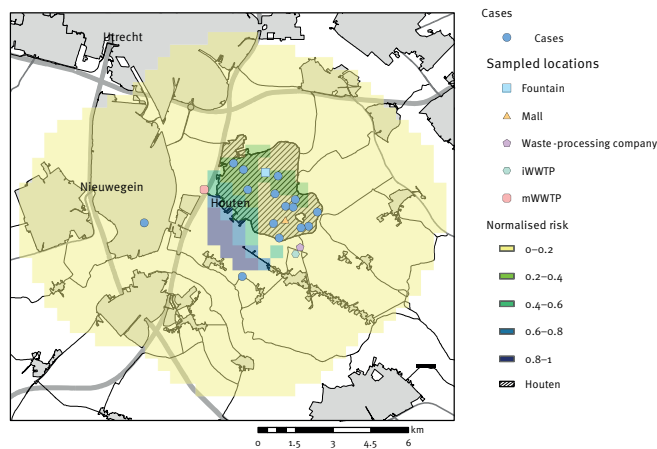 Utrecht
Nieuwegein
Houten
km
0 1.5 3 4.5 6
Cases
Cases
Sampled locations
Fountain
Mall
Waste-processing company
iWWTP
mWWTP
Normalised risk
0–0.2
0.2–0.4
0.4–0.6
0.6–0.8
0.8–1
Houten